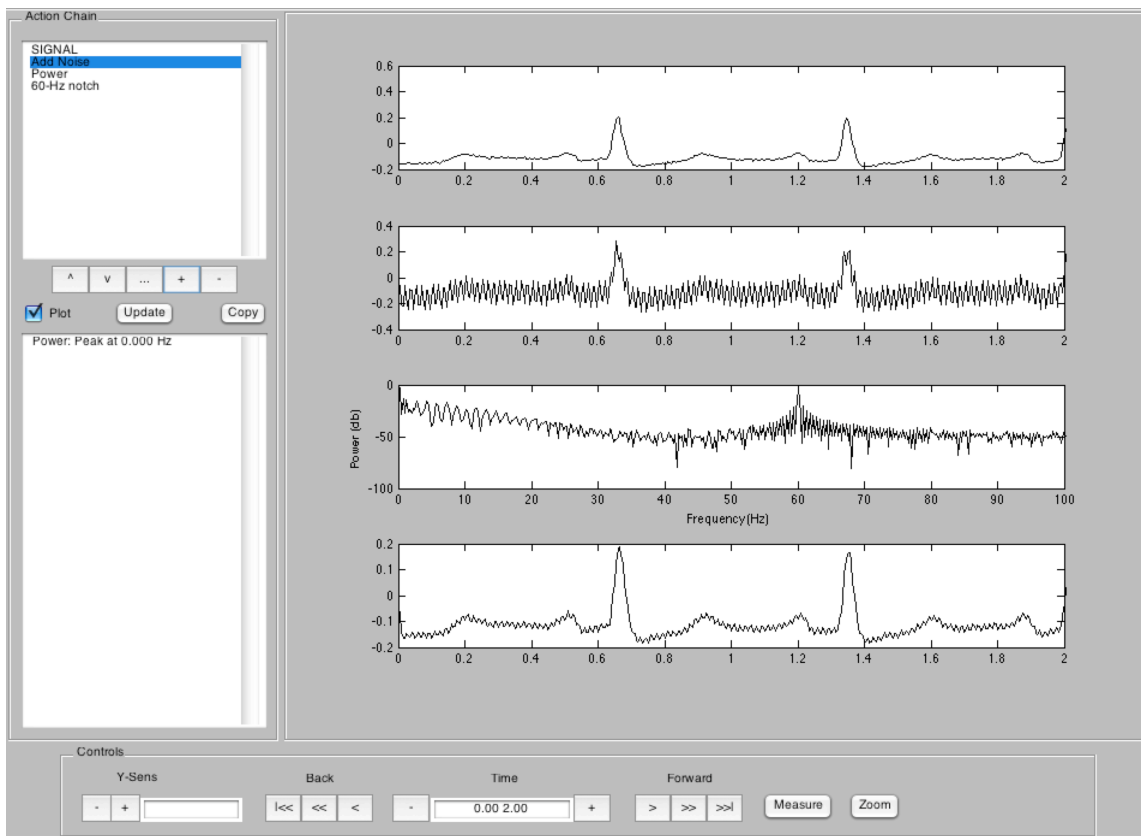 Action Chain
SIGNAL
Add Noise
Power
60-Hz notch
^ v ... + -
Plot Update Copy
Power: Peak at 0.000 Hz
0.6
0.4
0.2
0
-0.2
0 0.2 0.4 0.6 0.8 1 1.2 1.4 1.6 1.8 2
0.4
0.2
0
-0.2
-0.4
0 0.2 0.4 0.6 0.8 1 1.2 1.4 1.6 1.8 2
Power (db)
0
-50
-100
0 10 20 30 40 50 60 70 80 90 100
Frequency(Hz)
0.2
0.1
0
-0.1
-0.2
0 0.2 0.4 0.6 0.8 1 1.2 1.4 1.6 1.8 2
Controls
Y-Sens Back Time Forward
- + |<< << < - 0.00 2.00 + > >> >>| Measure Zoom